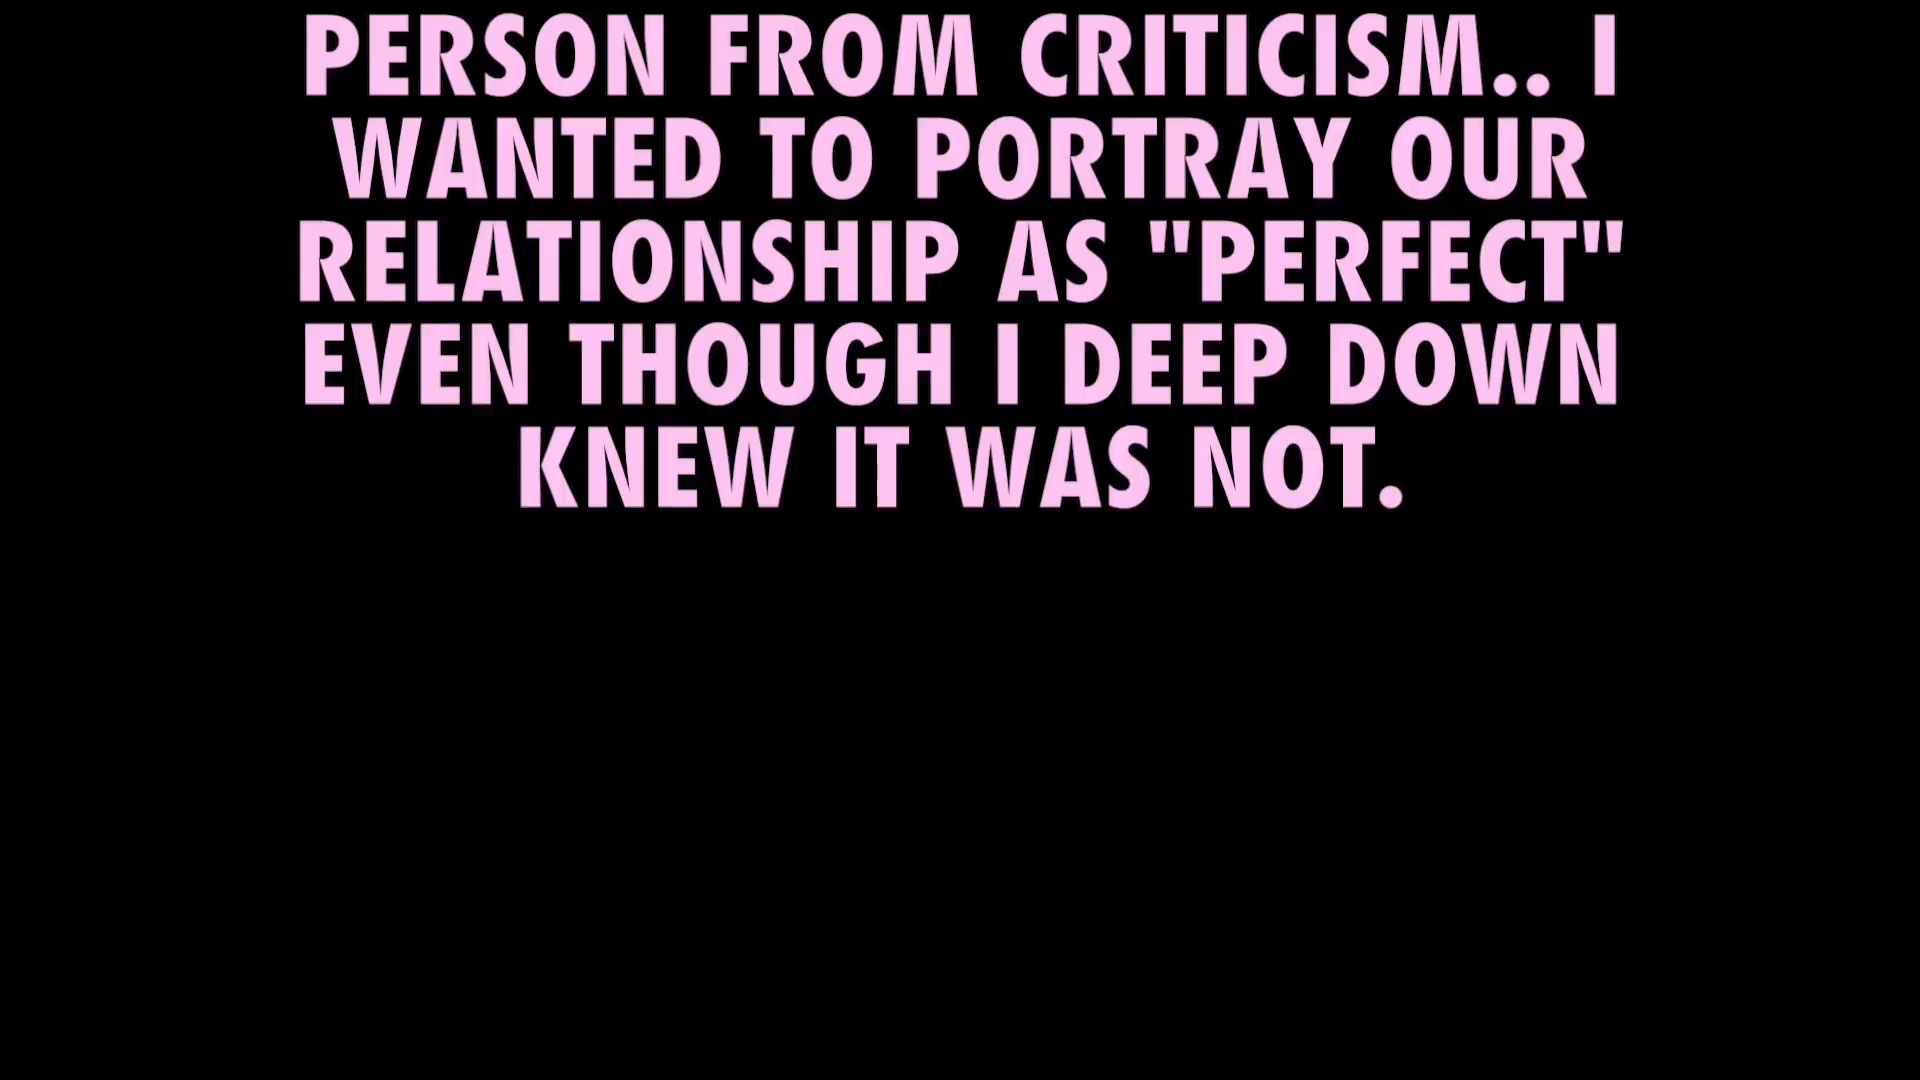 PERSON FROM CRITICISM.. I
WANTED TO PORTRAY OUR
RELATIONSHIP AS "PERFECT"
EVEN THOUGH I DEEP DOWN
KNEW IT WAS NOT.